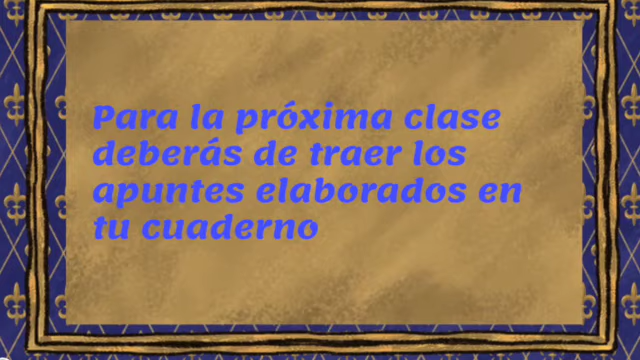 Para la próxima clase
deberás de traer los
apuntes elaborados en
tu cuaderno